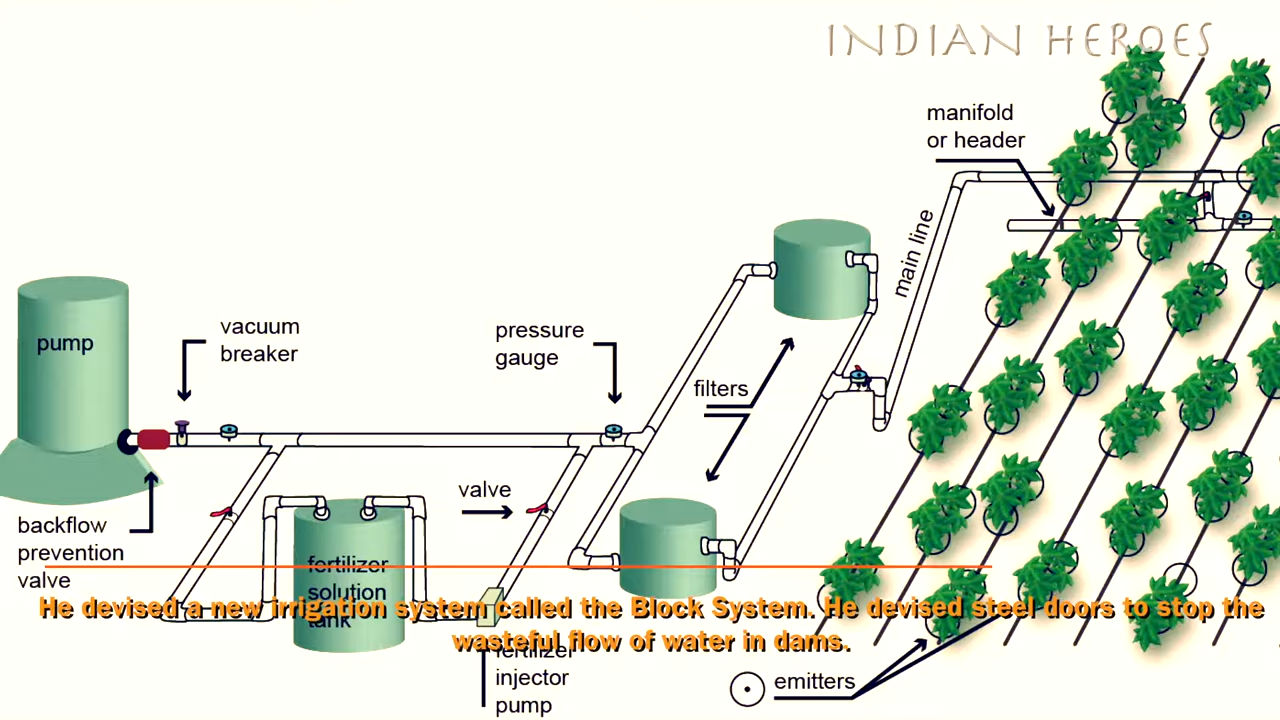 INDIAN HEROES
manifold
or header
main line
pump
vacuum
breaker
pressure
gauge
filters
valve
backflow
prevention
valve
fertilizer
solution
tank
He devised a new irrigation system called the Block System. He devised steel doors to stop the
wasteful flow of water in dams.
fertilizer
injector
pump
emitters